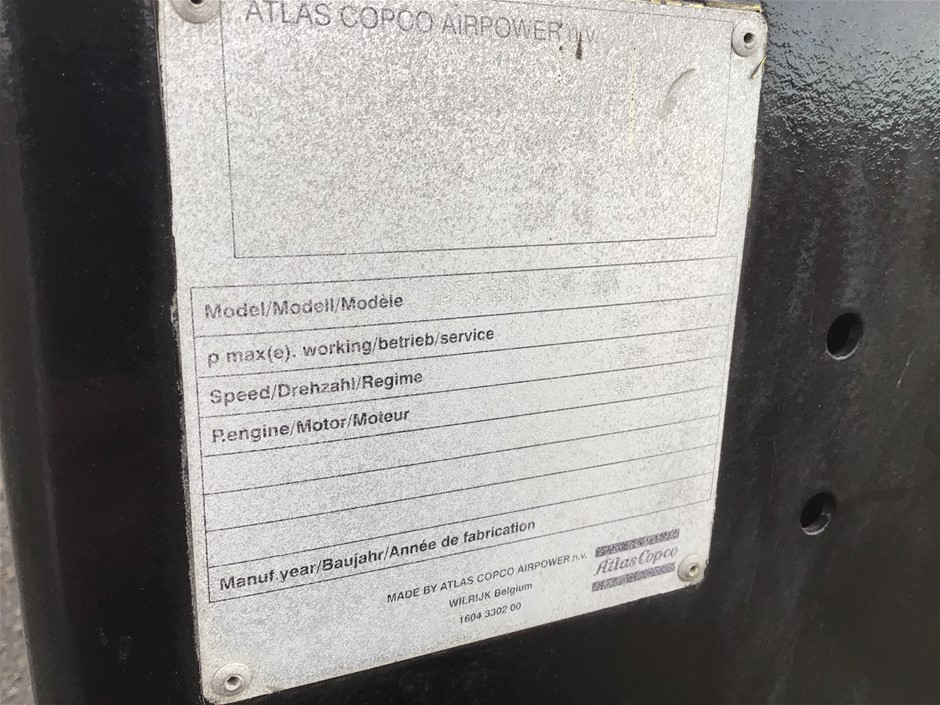 ATLAS COPCO AIRPOWER n.v.
Model/Modell/Modèle
p max(e). working/betrieb/service
Speed/Drehzahl/Regime
P.engine/Motor/Moteur
Manuf.year/Baujahr/Année de fabrication
MADE BY ATLAS COPCO AIRPOWER n.v.
WILRIJK Belgium
1604 3302 00
Atlas Copco